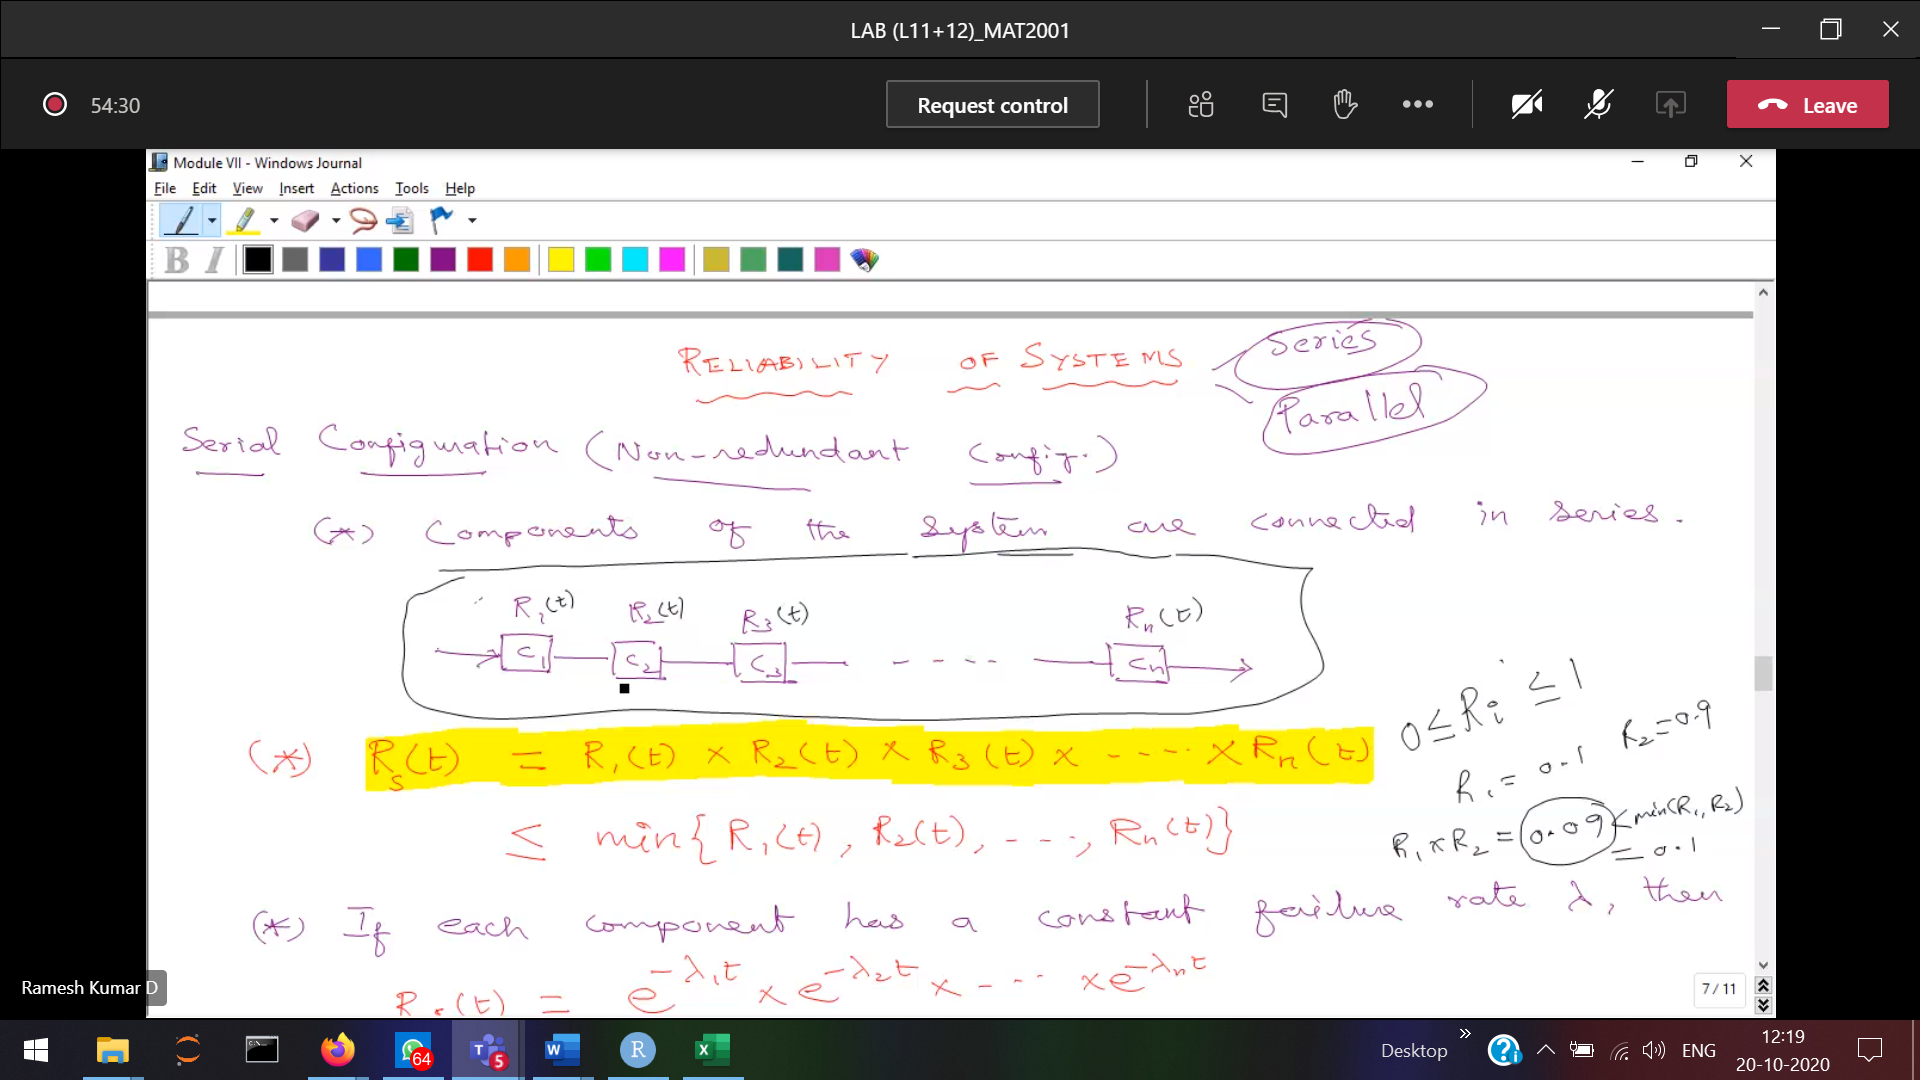 LAB (L11+12)_MAT2001
54:30
Request control
Leave
Module VII - Windows Journal
File Edit View Insert Actions Tools Help
B I
RELIABILITY OF SYSTEMS
Series
Parallel
Serial Configuration (Non-redundant Config.)
(*) Components of the system are connected in series.
R₁(t) R₂(t) R₃(t) Rₙ(t)
C₁ C₂ C₃ ---- Cₙ
(*) Rₛ(t) = R₁(t) × R₂(t) × R₃(t) × ---- × Rₙ(t)
≤ min{R₁(t), R₂(t), ---, Rₙ(t)}
0 ≤ Rᵢ ≤ 1
R₁ = 0.1 R₂ = 0.9
R₁ × R₂ = 0.09 < min(R₁, R₂)
= 0.1
(*) If each component has a constant failure rate λ, then
Rₛ(t) = e^{-λ₁t} × e^{-λ₂t} × --- × e^{-λₙt}
7 / 11
Ramesh Kumar D
64
5
Desktop
ENG
12:19
20-10-2020